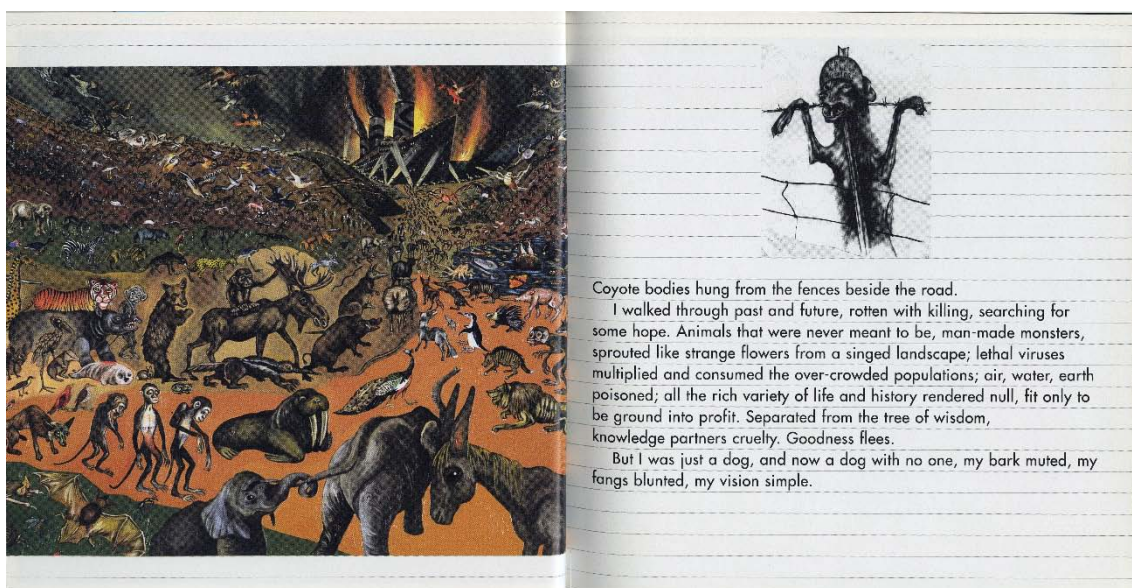 Coyote bodies hung from the fences beside the road.
I walked through past and future, rotten with killing, searching for
some hope. Animals that were never meant to be, man-made monsters,
sprouted like strange flowers from a singed landscape; lethal viruses
multiplied and consumed the over-crowded populations; air, water, earth
poisoned; all the rich variety of life and history rendered null, fit only to
be ground into profit. Separated from the tree of wisdom,
knowledge partners cruelty. Goodness flees.
But I was just a dog, and now a dog with no one, my bark muted, my
fangs blunted, my vision simple.